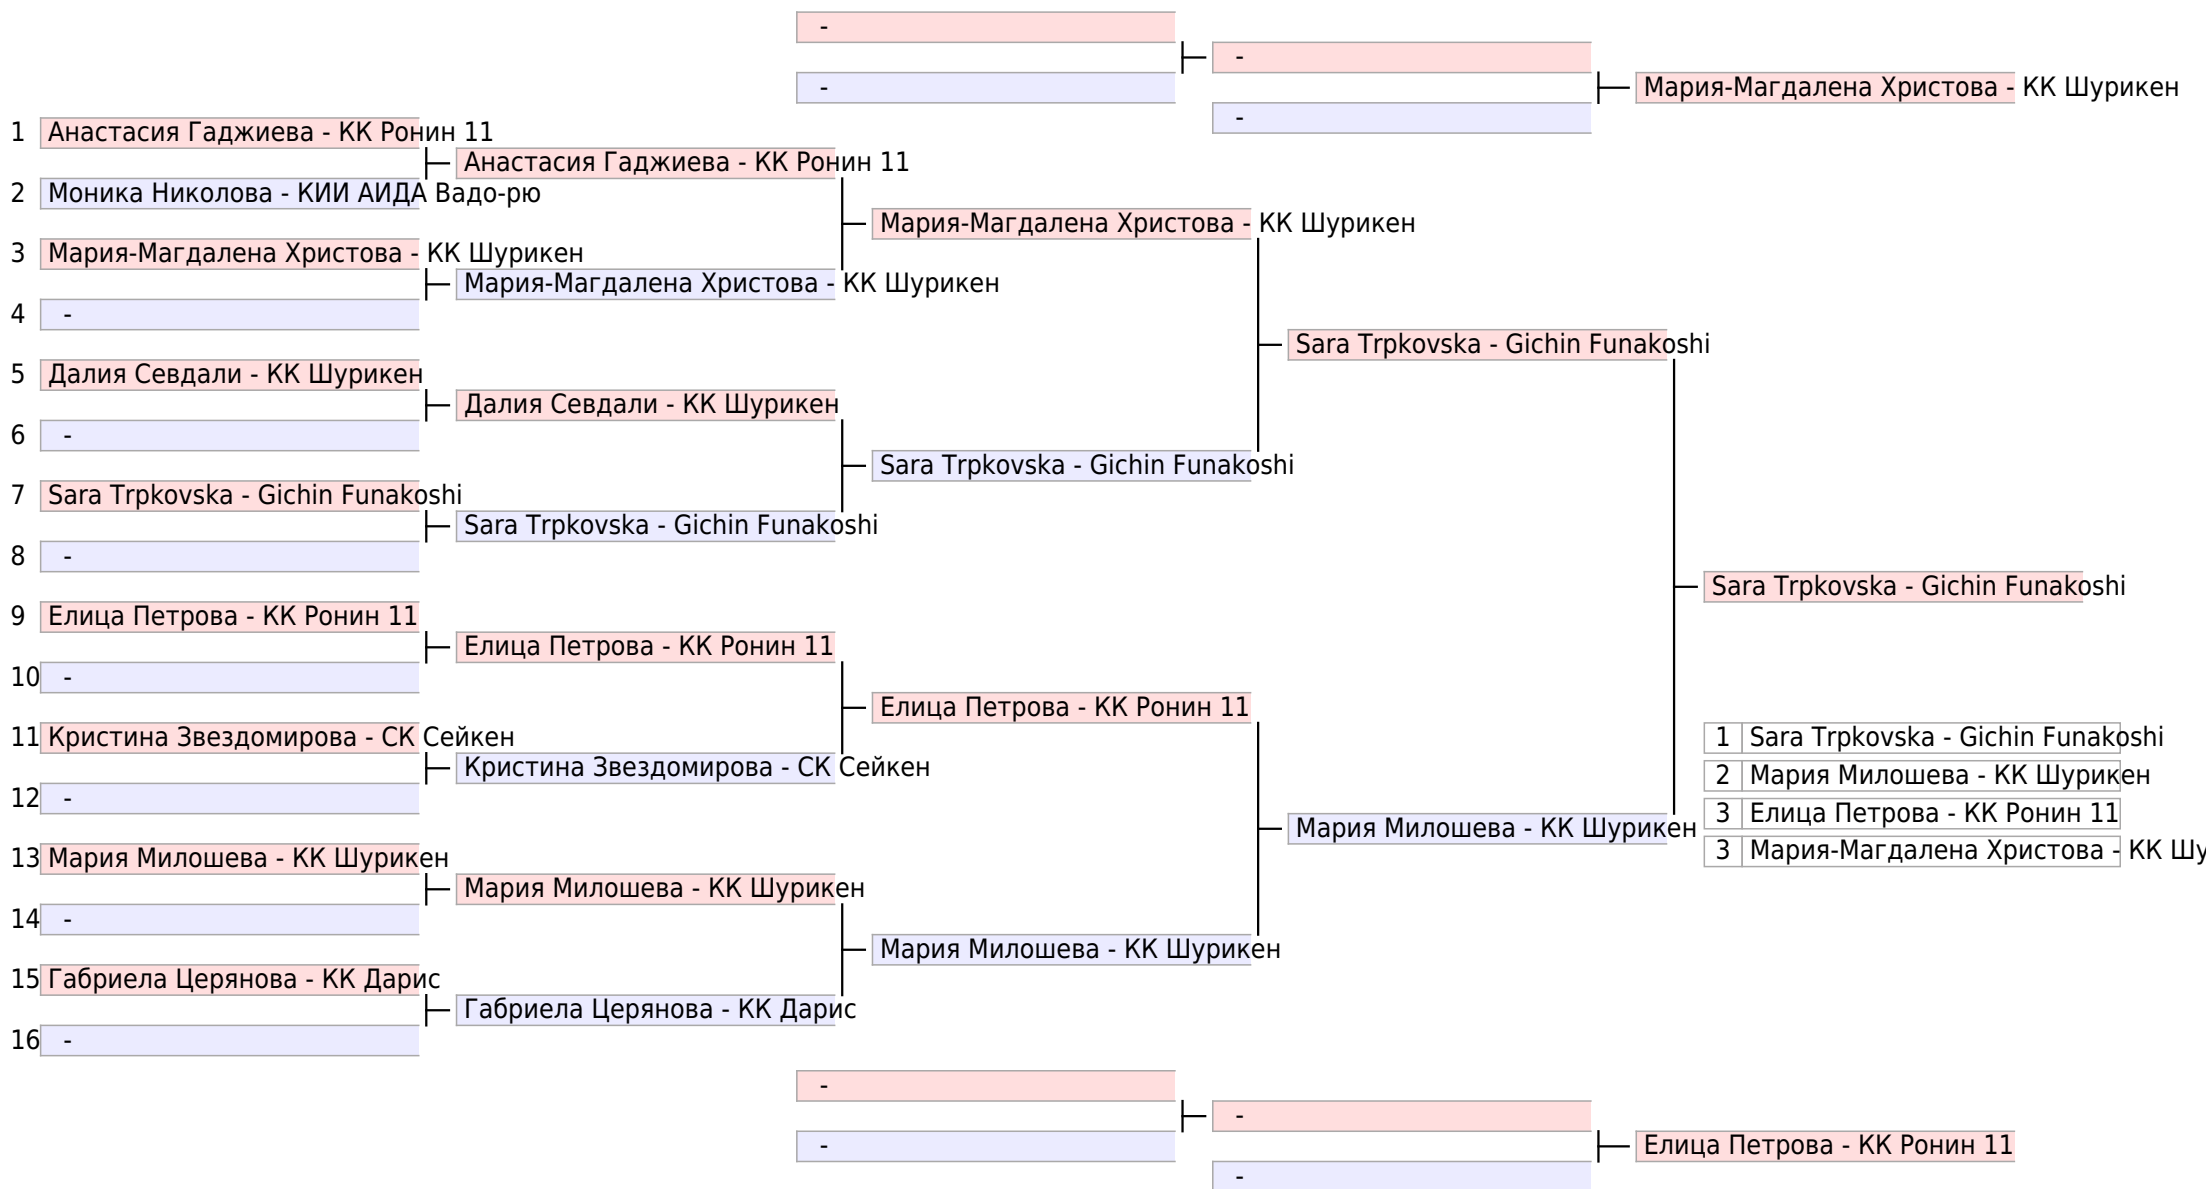 -
-
-
-
Мария-Магдалена Христова - КК Шурикен
1 Анастасия Гаджиева - КК Ронин 11
2 Моника Николова - КИИ АИДА Вадо-рю
3 Мария-Магдалена Христова - КК Шурикен
4 -
5 Далия Севдали - КК Шурикен
6 -
7 Sara Trpkovska - Gichin Funakoshi
8 -
9 Елица Петрова - КК Ронин 11
10 -
11 Кристина Звездомирова - СК Сейкен
12 -
13 Мария Милошева - КК Шурикен
14 -
15 Габриела Церянова - КК Дарис
16 -
Анастасия Гаджиева - КК Ронин 11
Мария-Магдалена Христова - КК Шурикен
Далия Севдали - КК Шурикен
Sara Trpkovska - Gichin Funakoshi
Елица Петрова - КК Ронин 11
Кристина Звездомирова - СК Сейкен
Мария Милошева - КК Шурикен
Габриела Церянова - КК Дарис
Мария-Магдалена Христова - КК Шурикен
Sara Trpkovska - Gichin Funakoshi
Елица Петрова - КК Ронин 11
Мария Милошева - КК Шурикен
Sara Trpkovska - Gichin Funakoshi
Мария Милошева - КК Шурикен
Sara Trpkovska - Gichin Funakoshi
1 Sara Trpkovska - Gichin Funakoshi
2 Мария Милошева - КК Шурикен
3 Елица Петрова - КК Ронин 11
3 Мария-Магдалена Христова - КК Шу
-
-
-
-
Елица Петрова - КК Ронин 11